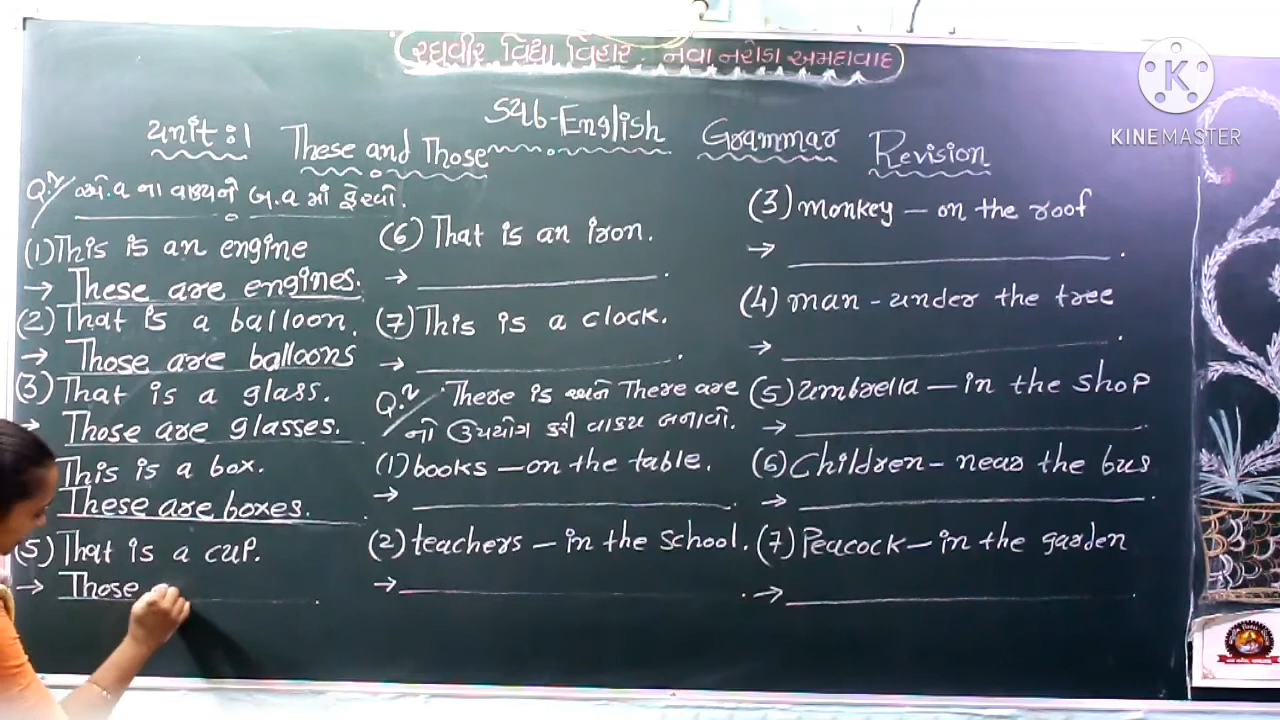 રઘુવીર વિદ્યા વિહાર. નવા નરોડા અમદાવાદ
KINEMASTER
Sub-English
Unit:1 These and Those Grammar Revision
Q.1 એ.વ ના વાક્યને બ.વ માં ફેરવો.
(1) This is an engine
→ These are engines.
(2) That is a balloon.
→ Those are balloons
(3) That is a glass.
→ Those are glasses.
This is a box.
These are boxes.
(5) That is a cup.
→ Those
(6) That is an iron.
→
(7) This is a clock.
→
Q.2 There is અને There are
નો ઉપયોગ કરી વાક્ય બનાવો.
(1) books – on the table.
→
(2) teachers – in the school.
→
(3) monkey – on the roof
→
(4) man - under the tree
→
(5) Umbrella – in the shop
→
(6) Children – near the bus
→
(7) Peacock – in the garden
→